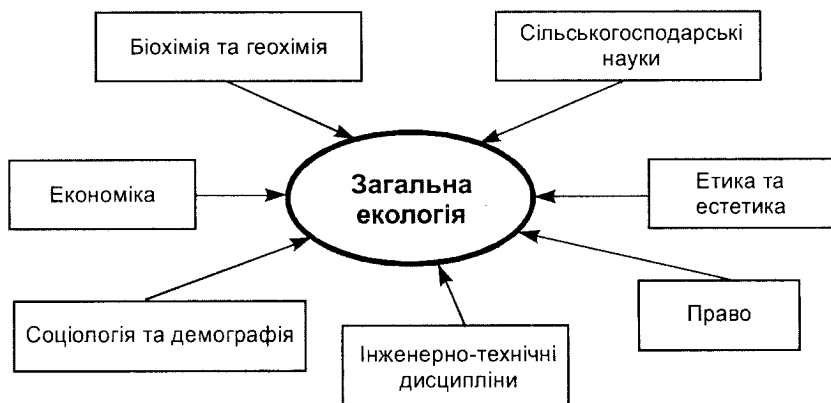 Біохімія та геохімія
Сільськогосподарські
науки
Економіка
Загальна
екологія
Етика та
естетика
Соціологія та демографія
Інженерно-технічні
дисципліни
Право